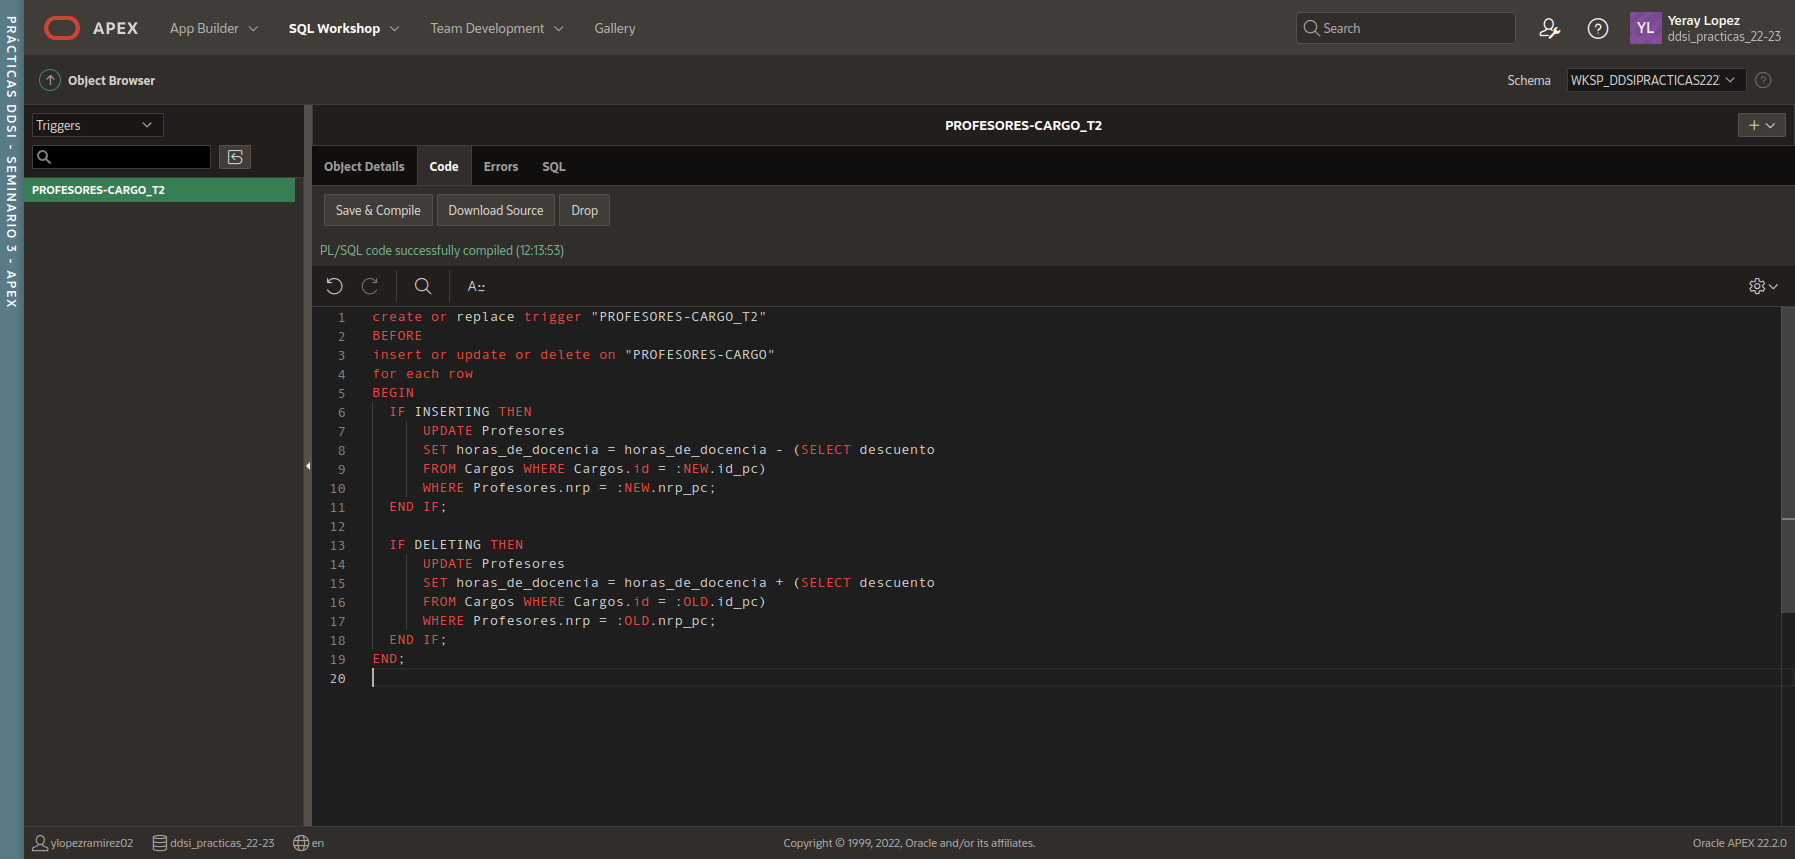 PRÁCTICAS DDSI - SEMINARIO 3 - APEX
APEX
App Builder
SQL Workshop
Team Development
Gallery
Search
YL
Yeray Lopez
ddsi_practicas_22-23
Object Browser
Schema
WKSP_DDSIPRACTICAS222
Triggers
PROFESORES-CARGO_T2
PROFESORES-CARGO_T2
Object Details
Code
Errors
SQL
Save & Compile
Download Source
Drop
PL/SQL code successfully compiled (12:13:53)
1 create or replace trigger "PROFESORES-CARGO_T2"
2 BEFORE
3 insert or update or delete on "PROFESORES-CARGO"
4 for each row
5 BEGIN
6 IF INSERTING THEN
7 UPDATE Profesores
8 SET horas_de_docencia = horas_de_docencia - (SELECT descuento
9 FROM Cargos WHERE Cargos.id = :NEW.id_pc)
10 WHERE Profesores.nrp = :NEW.nrp_pc;
11 END IF;
12
13 IF DELETING THEN
14 UPDATE Profesores
15 SET horas_de_docencia = horas_de_docencia + (SELECT descuento
16 FROM Cargos WHERE Cargos.id = :OLD.id_pc)
17 WHERE Profesores.nrp = :OLD.nrp_pc;
18 END IF;
19 END;
20
ylopezramirez02
ddsi_practicas_22-23
en
Copyright © 1999, 2022, Oracle and/or its affiliates.
Oracle APEX 22.2.0